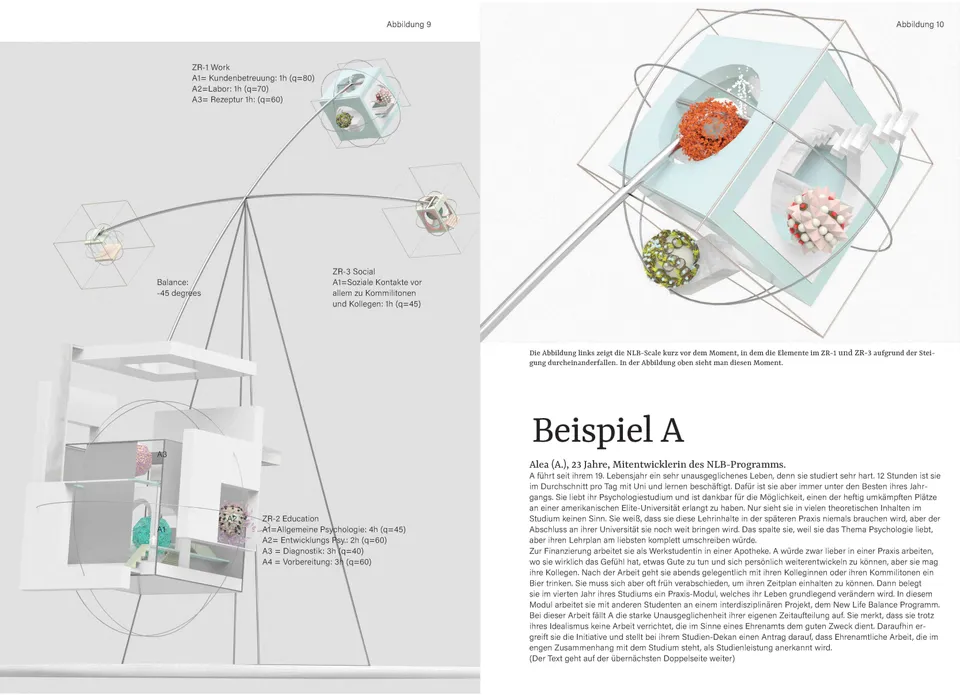 Abbildung 9
ZR-1 Work
A1= Kundenbetreuung: 1h (q=80)
A2=Labor: 1h (q=70)
A3= Rezeptur 1h: (q=60)
Balance:
-45 degrees
ZR-3 Social
A1=Soziale Kontakte vor
allem zu Kommilitonen
und Kollegen: 1h (q=45)
A3
A2
A1
ZR-2 Education
A1=Allgemeine Psychologie: 4h (q=45)
A2= Entwicklungs Psy.: 2h (q=60)
A3 = Diagnostik: 3h (q=40)
A4 = Vorbereitung: 3h (q=60)
Abbildung 10
Die Abbildung links zeigt die NLB-Scale kurz vor dem Moment, in dem die Elemente im ZR-1 und ZR-3 aufgrund der Stei-
gung durcheinanderfallen. In der Abbildung oben sieht man diesen Moment.
Beispiel A
Alea (A.), 23 Jahre, Mitentwicklerin des NLB-Programms.
A führt seit ihrem 19. Lebensjahr ein sehr unausgeglichenes Leben, denn sie studiert sehr hart. 12 Stunden ist sie
im Durchschnitt pro Tag mit Uni und lernen beschäftigt. Dafür ist sie aber immer unter den Besten ihres Jahr-
gangs. Sie liebt ihr Psychologiestudium und ist dankbar für die Möglichkeit, einen der heftig umkämpften Plätze
an einer amerikanischen Elite-Universität erlangt zu haben. Nur sieht sie in vielen theoretischen Inhalten im
Studium keinen Sinn. Sie weiß, dass sie diese Lehrinhalte in der späteren Praxis niemals brauchen wird, aber der
Abschluss an ihrer Universität sie noch weit bringen wird. Das spalte sie, weil sie das Thema Psychologie liebt,
aber ihren Lehrplan am liebsten komplett umschreiben würde.
Zur Finanzierung arbeitet sie als Werkstudentin in einer Apotheke. A würde zwar lieber in einer Praxis arbeiten,
wo sie wirklich das Gefühl hat, etwas Gute zu tun und sich persönlich weiterentwickeln zu können, aber sie mag
ihre Kollegen. Nach der Arbeit geht sie abends gelegentlich mit ihren Kolleginnen oder ihren Kommilitonen ein
Bier trinken. Sie muss sich aber oft früh verabschieden, um ihren Zeitplan einhalten zu können. Dann belegt
sie im vierten Jahr ihres Studiums ein Praxis-Modul, welches ihr Leben grundlegend verändern wird. In diesem
Modul arbeitet sie mit anderen Studenten an einem interdisziplinären Projekt, dem New Life Balance Programm.
Bei dieser Arbeit fällt A die starke Unausgeglichenheit ihrer eigenen Zeitaufteilung auf. Sie merkt, dass sie trotz
ihres Idealismus keine Arbeit verrichtet, die im Sinne eines Ehrenamts dem guten Zweck dient. Daraufhin er-
greift sie die Initiative und stellt bei ihrem Studien-Dekan einen Antrag darauf, dass Ehrenamtliche Arbeit, die im
engen Zusammenhang mit dem Studium steht, als Studienleistung anerkannt wird.
(Der Text geht auf der übernächsten Doppelseite weiter)